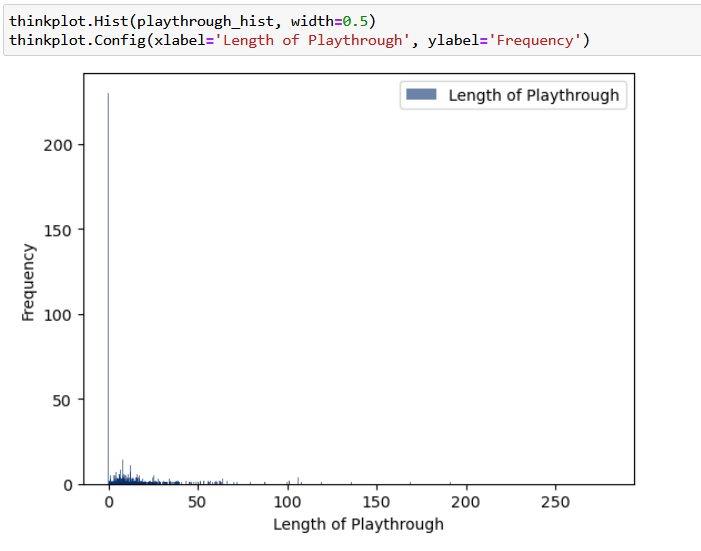 thinkplot.Hist(playthrough_hist, width=0.5)
thinkplot.Config(xlabel='Length of Playthrough', ylabel='Frequency')
Length of Playthrough
200
150
100
50
0
Frequency
0
50
100
150
200
250
Length of Playthrough